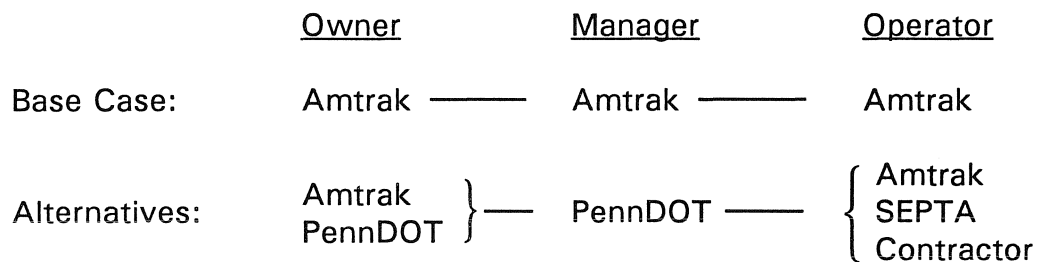 Owner Manager Operator
Base Case: Amtrak — Amtrak — Amtrak
Alternatives: Amtrak PennDOT } — PennDOT — { Amtrak SEPTA Contractor